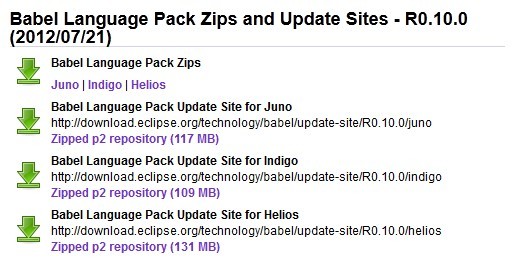 Babel Language Pack Zips and Update Sites - R0.10.0
(2012/07/21)
Babel Language Pack Zips
Juno | Indigo | Helios
Babel Language Pack Update Site for Juno
http://download.eclipse.org/technology/babel/update-site/R0.10.0/juno
Zipped p2 repository (117 MB)
Babel Language Pack Update Site for Indigo
http://download.eclipse.org/technology/babel/update-site/R0.10.0/indigo
Zipped p2 repository (109 MB)
Babel Language Pack Update Site for Helios
http://download.eclipse.org/technology/babel/update-site/R0.10.0/helios
Zipped p2 repository (131 MB)